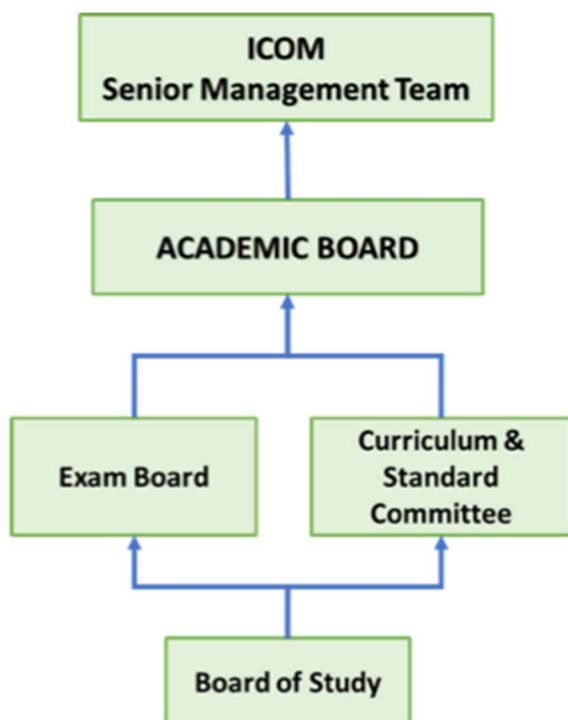 ICOM
Senior Management Team
ACADEMIC BOARD
Exam Board
Curriculum &
Standard
Committee
Board of Study